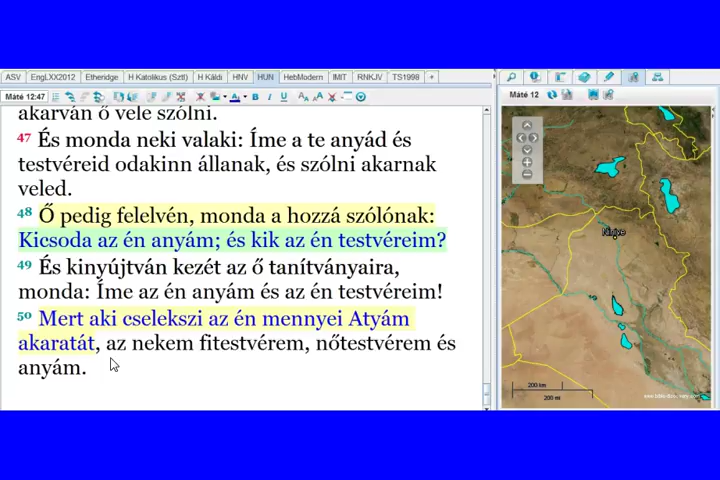 ASV EngLXX2012 Etheridge H Katolikus (SztI) H Káldi HNV HUN HebModern IMIT RNKJV TS1998 +
Máté 12:47
B I U
akarván ő vele szólni.
47 És monda neki valaki: Íme a te anyád és
testvéreid odakinn állanak, és szólni akarnak
veled.
48 Ő pedig felelvén, monda a hozzá szólónak:
Kicsoda az én anyám; és kik az én testvéreim?
49 És kinyújtván kezét az ő tanítványaira,
monda: Íme az én anyám és az én testvéreim!
50 Mert aki cselekszi az én mennyei Atyám
akaratát, az nekem fitestvérem, nőtestvérem és
anyám.
Máté 12
Ninive
200 km
200 mi